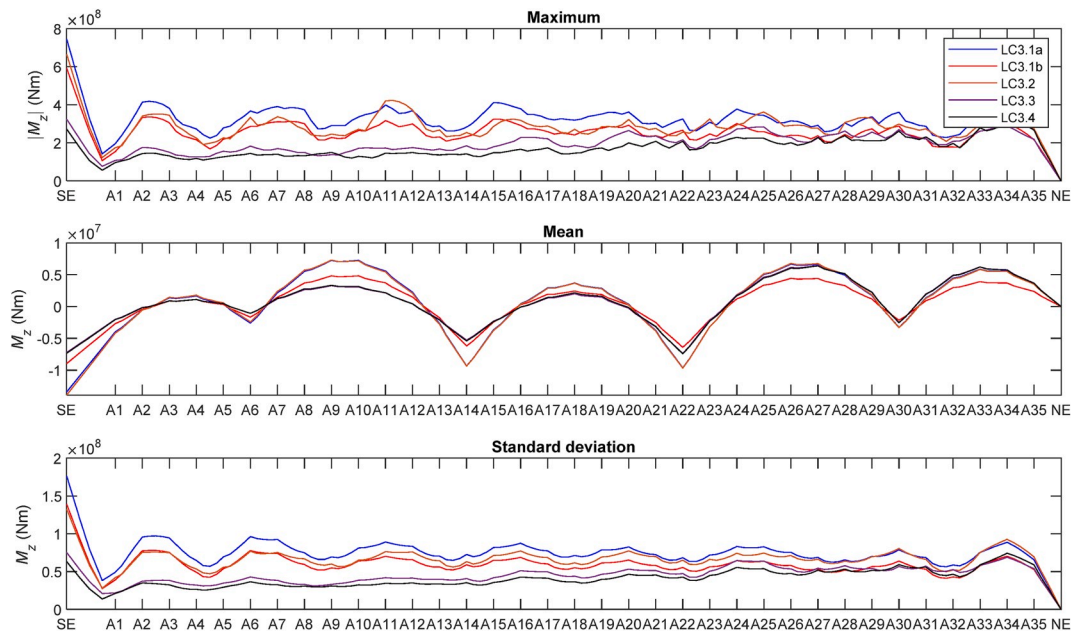 ×10⁸
Maximum
8
6
4
2
0
|Mz| (Nm)
LC3.1a
LC3.1b
LC3.2
LC3.3
LC3.4
SE A1 A2 A3 A4 A5 A6 A7 A8 A9 A10 A11 A12 A13 A14 A15 A16 A17 A18 A19 A20 A21 A22 A23 A24 A25 A26 A27 A28 A29 A30 A31 A32 A33 A34 A35 NE
×10⁷
Mean
1
0.5
0
-0.5
-1
Mz (Nm)
SE A1 A2 A3 A4 A5 A6 A7 A8 A9 A10 A11 A12 A13 A14 A15 A16 A17 A18 A19 A20 A21 A22 A23 A24 A25 A26 A27 A28 A29 A30 A31 A32 A33 A34 A35 NE
×10⁸
Standard deviation
2
1.5
1
0.5
0
Mz (Nm)
SE A1 A2 A3 A4 A5 A6 A7 A8 A9 A10 A11 A12 A13 A14 A15 A16 A17 A18 A19 A20 A21 A22 A23 A24 A25 A26 A27 A28 A29 A30 A31 A32 A33 A34 A35 NE